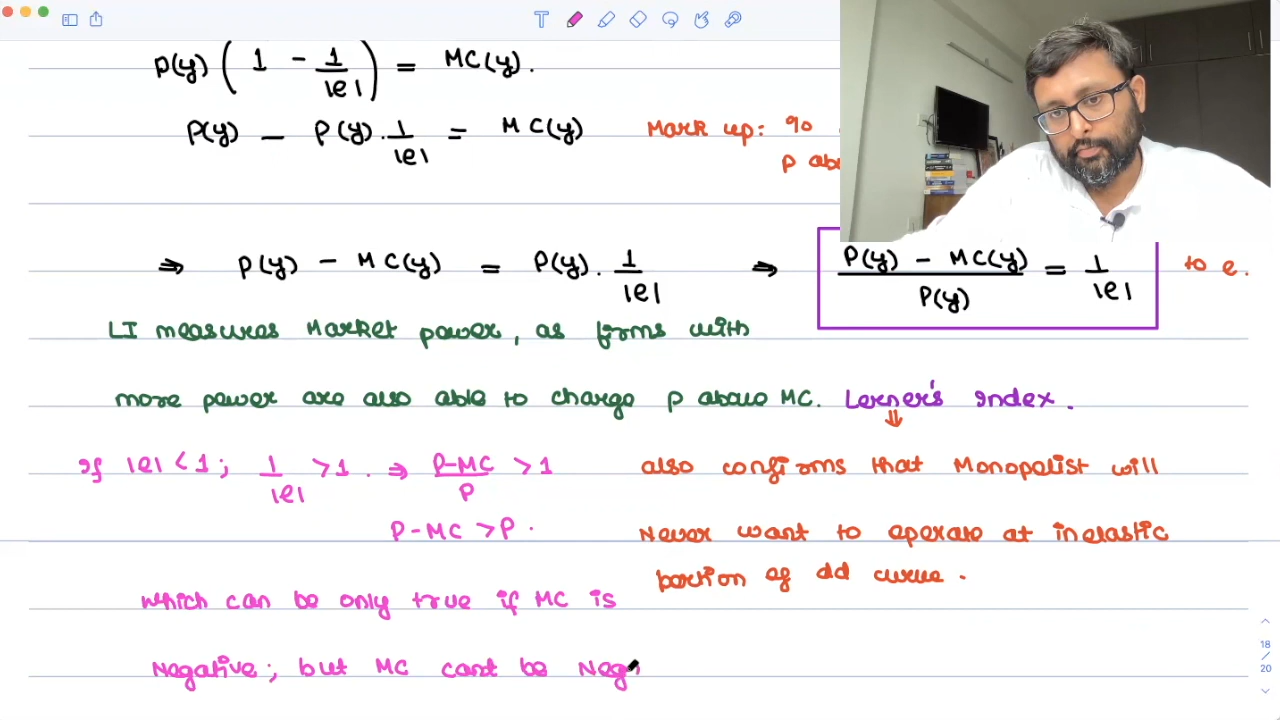 P(y) ( 1 - 1/|e| ) = MC(y).
P(y) - P(y) . 1/|e| = MC(y)
Mark up: %
p abo
⇒ P(y) - MC(y) = P(y) . 1/|e| ⇒ P(y) - MC(y) / P(y) = 1/|e| to e.
LI measures Market power, as firms with
more power are also able to charge p above MC. Lerner's Index.
If |e| < 1; 1/|e| > 1. ⇒ P-MC/P > 1
P-MC > P.
which can be only true if MC is
Negative; but MC cant be Neg
⇓
also confirms that Monopolist will
Never want to operate at inelastic
portion of dd curve.
18
/
20